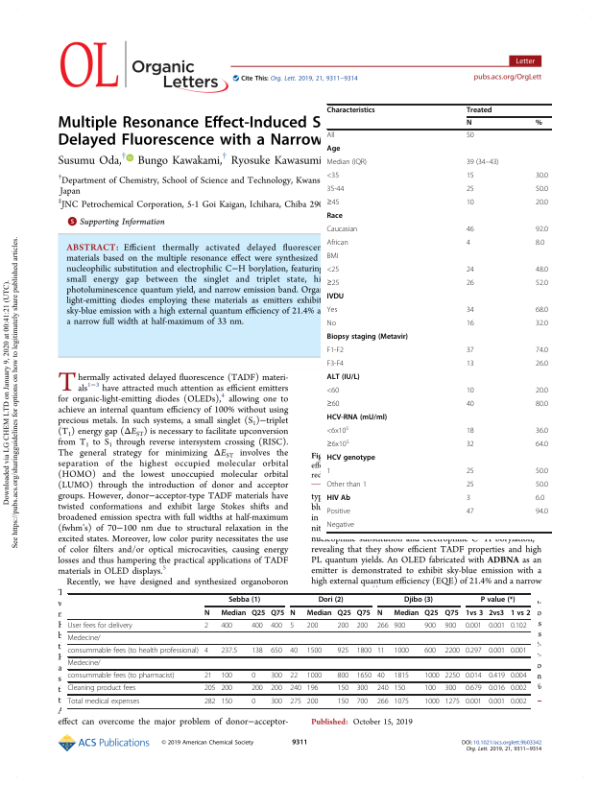 OL Organic
Letters
Cite This: Org. Lett. 2019, 21, 9311−9314
Letter
pubs.acs.org/OrgLett
Multiple Resonance Effect-Induced S
Delayed Fluorescence with a Narrow
Susumu Oda,† Bungo Kawakami,† Ryosuke Kawasumi
†Department of Chemistry, School of Science and Technology, Kwans
Japan
‡JNC Petrochemical Corporation, 5-1 Goi Kaigan, Ichihara, Chiba 290
S Supporting Information
ABSTRACT: Efficient thermally activated delayed fluorescen
materials based on the multiple resonance effect were synthesized
nucleophilic substitution and electrophilic C−H borylation, featuring
small energy gap between the singlet and triplet state, hi
photoluminescence quantum yield, and narrow emission band. Orga
light-emitting diodes employing these materials as emitters exhibit
sky-blue emission with a high external quantum efficiency of 21.4% a
a narrow full width at half-maximum of 33 nm.
Thermally activated delayed fluorescence (TADF) materi-
als1−3 have attracted much attention as efficient emitters
for organic-light-emitting diodes (OLEDs),4 allowing one to
achieve an internal quantum efficiency of 100% without using
precious metals. In such systems, a small singlet (S1)−triplet
(T1) energy gap (ΔEST) is necessary to facilitate upconversion
from T1 to S1 through reverse intersystem crossing (RISC).
The general strategy for minimizing ΔEST involves the
separation of the highest occupied molecular orbital
(HOMO) and the lowest unoccupied molecular orbital
(LUMO) through the introduction of donor and acceptor
groups. However, donor−acceptor-type TADF materials have
twisted conformations and exhibit large Stokes shifts and
broadened emission spectra with full widths at half-maximum
(fwhm's) of 70−100 nm due to structural relaxation in the
excited states. Moreover, low color purity necessitates the use
of color filters and/or optical microcavities, causing energy
losses and thus hampering the practical applications of TADF
materials in OLED displays.5
Recently, we have designed and synthesized organoboron
effect can overcome the major problem of donor−acceptor-
Characteristics Treated
N %
All 50
Age
Median (IQR) 39 (34–43)
<35 15 30.0
35-44 25 50.0
≥45 10 20.0
Race
Caucasian 46 92.0
African 4 8.0
BMI
<25 24 48.0
≥25 26 52.0
IVDU
Yes 34 68.0
No 16 32.0
Biopsy staging (Metavir)
F1-F2 37 74.0
F3-F4 13 26.0
ALT (IU/L)
<60 10 20.0
≥60 40 80.0
HCV-RNA (mU/ml)
<6x10⁵ 18 36.0
≥6x10⁵ 32 64.0
HCV genotype
1 25 50.0
Other than 1 25 50.0
HIV Ab 3 6.0
Positive 47 94.0
Negative
revealing that they show efficient TADF properties and high
PL quantum yields. An OLED fabricated with ADBNA as an
emitter is demonstrated to exhibit sky-blue emission with a
high external quantum efficiency (EQE) of 21.4% and a narrow
Sebba (1) Dori (2) Djibo (3) P value (*)
N Median Q25 Q75 N Median Q25 Q75 N Median Q25 Q75 1vs 3 2vs3 1 vs 2
User fees for delivery 2 400 400 400 5 200 200 200 266 900 900 900 0.001 0.001 0.102
Medecine/
consumable fees (to health professional) 4 237.5 138 650 40 1500 925 1800 11 1000 600 2200 0.297 0.001 0.001
Medecine/
consumable fees (to pharmacist) 21 100 0 300 22 1000 800 1650 40 1815 1000 2250 0.014 0.419 0.004
Cleaning product fees 205 200 200 200 240 196 150 300 240 150 100 300 0.679 0.016 0.002
Total medical expenses 282 150 0 300 275 200 150 700 266 1075 1000 1275 0.001 0.001 0.002
Published: October 15, 2019
ACS Publications © 2019 American Chemical Society
9311
DOI: 10.1021/acs.orglett.9b03342
Org. Lett. 2019, 21, 9311−9314
Downloaded via LG CHEM LTD on January 9, 2020 at 00:41:21 (UTC).
See https://pubs.acs.org/sharingguidelines for options on how to legitimately share published articles.